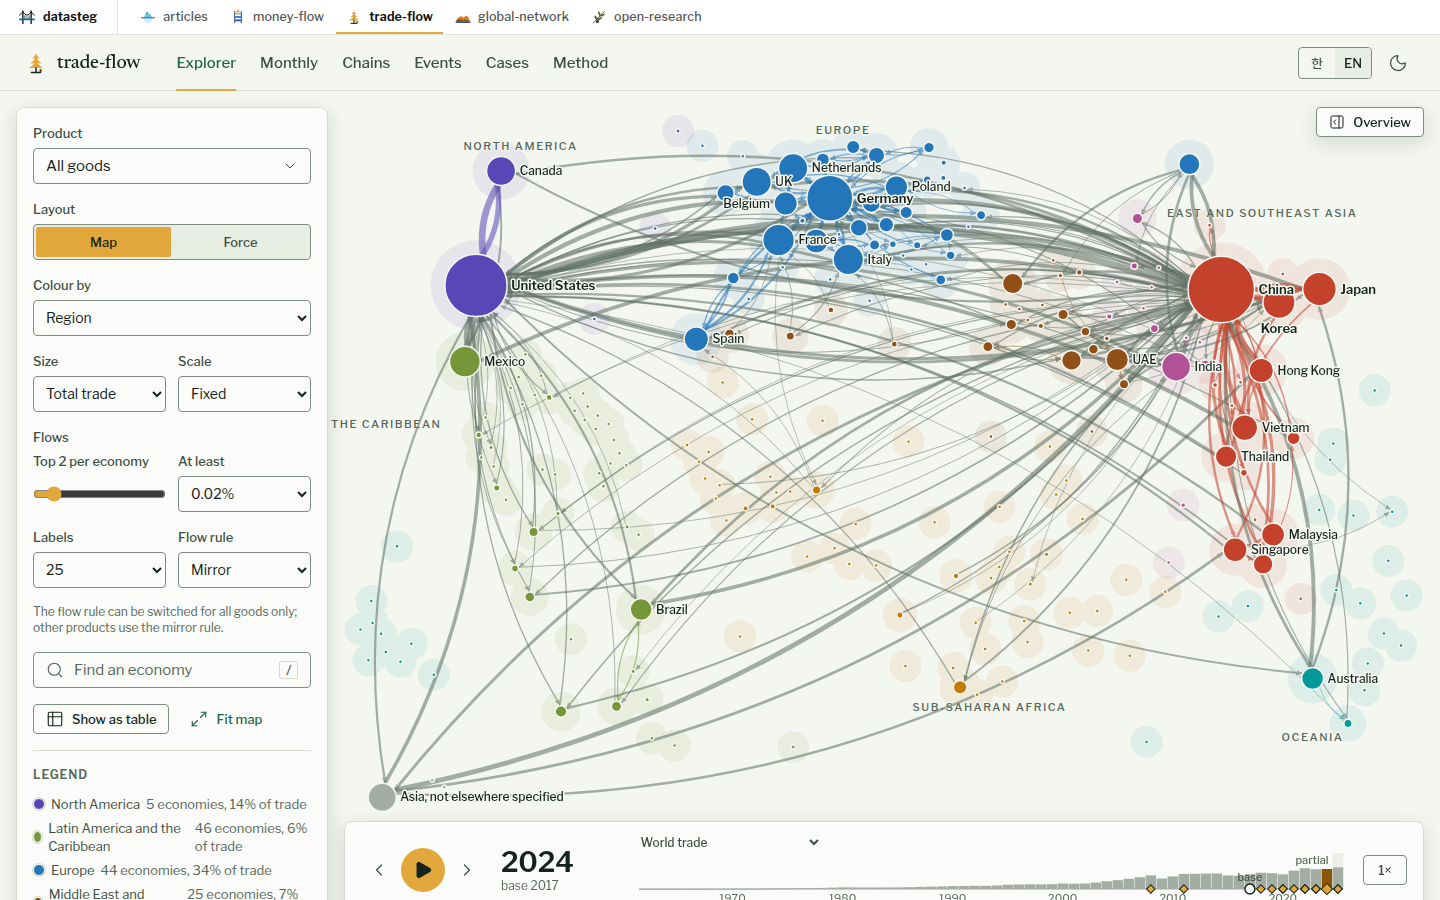 datasteg
articles
money-flow
trade-flow
global-network
open-research
trade-flow
Explorer
Monthly
Chains
Events
Cases
Method
한
EN
Product
All goods
Layout
Map
Force
Colour by
Region
Size
Scale
Total trade
Fixed
Flows
Top 2 per economy
At least
0.02%
Labels
Flow rule
25
Mirror
The flow rule can be switched for all goods only;
other products use the mirror rule.
Find an economy
/
Show as table
Fit map
LEGEND
North America 5 economies, 14% of trade
Latin America and the
Caribbean
46 economies, 6%
of trade
Europe 44 economies, 34% of trade
Middle East and
25 economies, 7%
Overview
NORTH AMERICA
EUROPE
EAST AND SOUTHEAST ASIA
THE CARIBBEAN
SUB-SAHARAN AFRICA
OCEANIA
Canada
United States
Mexico
Brazil
Netherlands
UK
Belgium
Germany
Poland
France
Italy
Spain
UAE
India
China
Japan
Korea
Hong Kong
Vietnam
Thailand
Malaysia
Singapore
Australia
Asia, not elsewhere specified
2024
base 2017
World trade
partial
base
1970
1980
1990
2000
2010
2020
1×